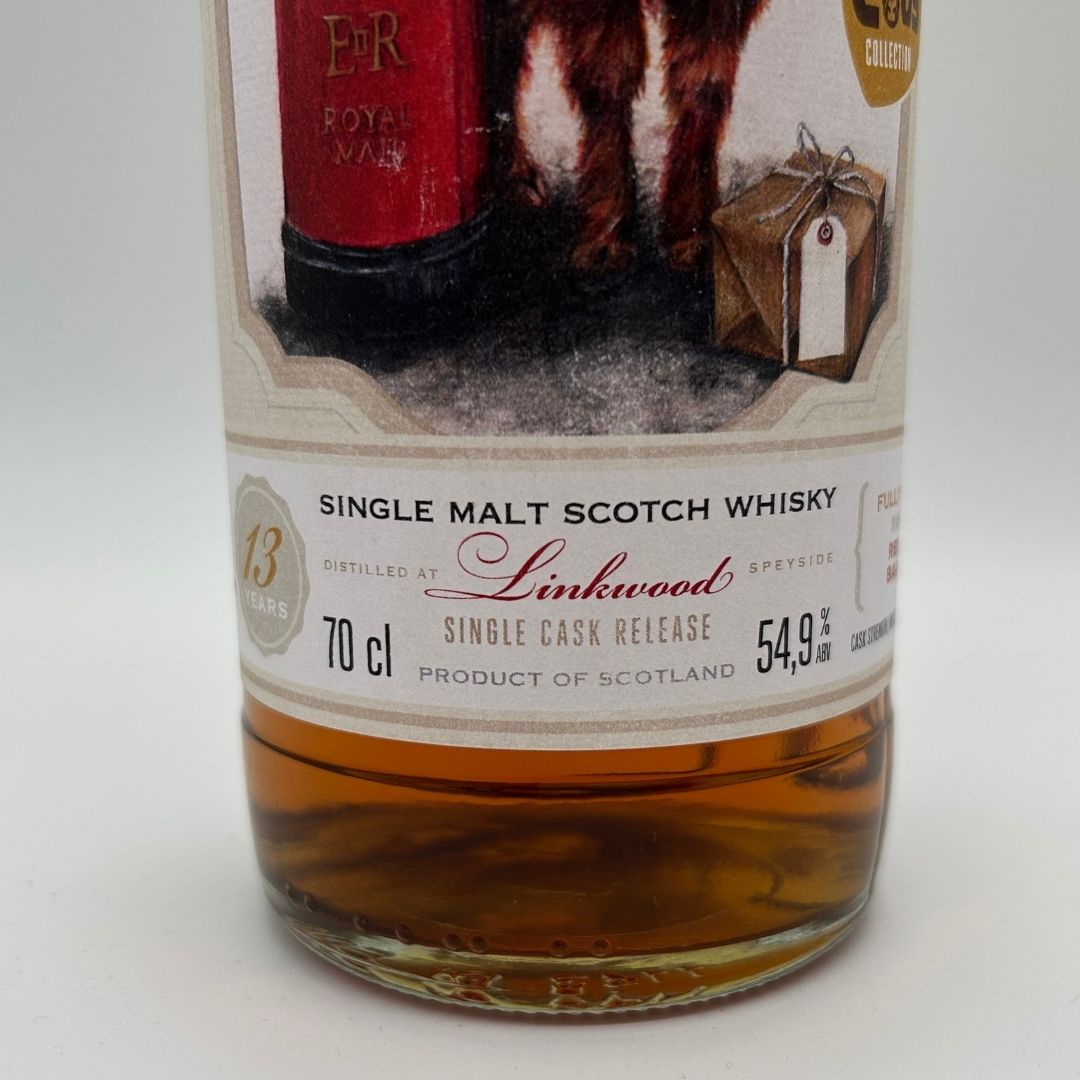 EIIR
ROYAL
MAIL
COLLECTION
SINGLE MALT SCOTCH WHISKY
13
YEARS
DISTILLED AT Linkwood SPEYSIDE
SINGLE CASK RELEASE
70 cl
54,9 % ABV
PRODUCT OF SCOTLAND